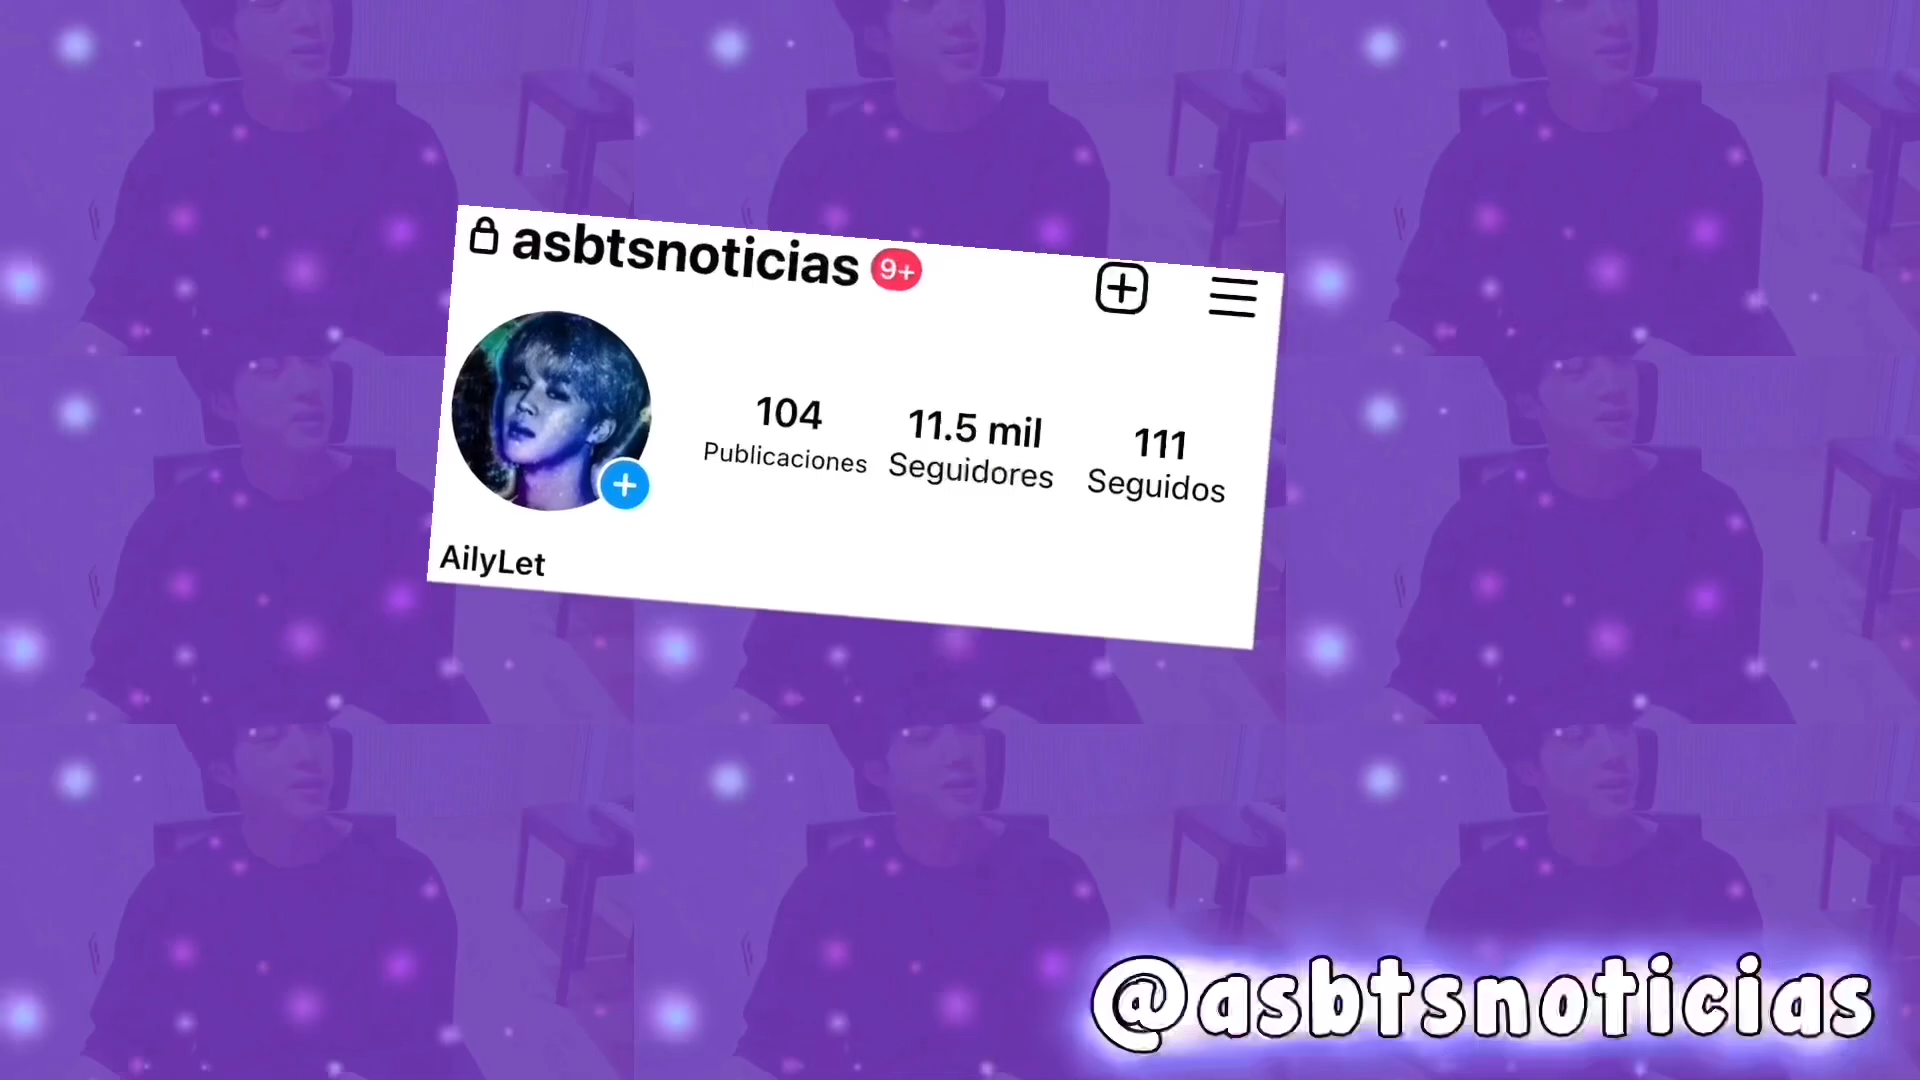 asbtsnoticias 9+
104 11.5 mil 111
Publicaciones Seguidores Seguidos
AilyLet
@asbtsnoticias